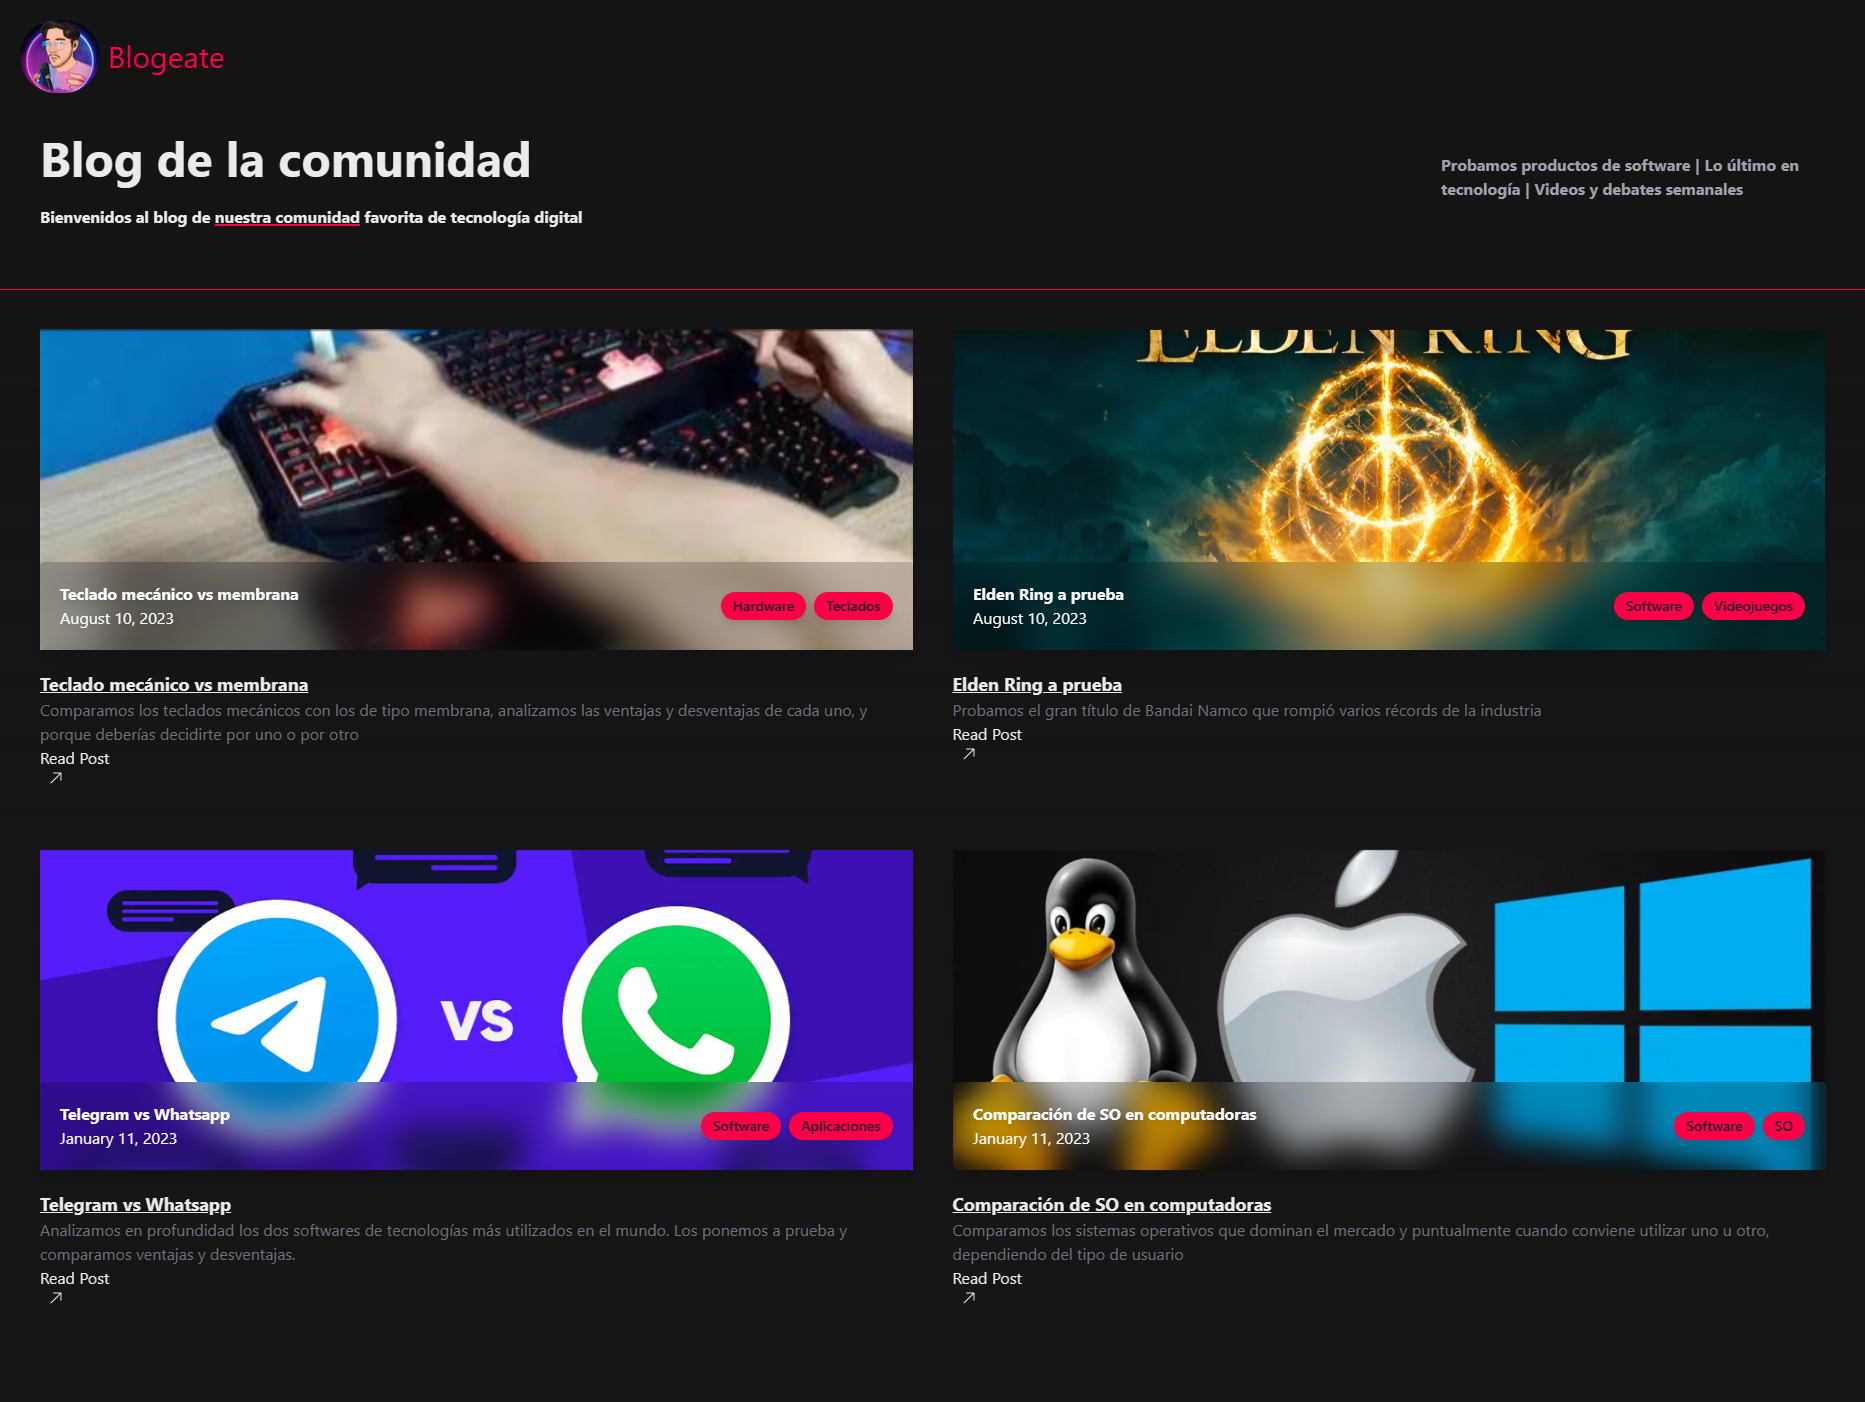 Blogeate
Blog de la comunidad
Bienvenidos al blog de nuestra comunidad favorita de tecnología digital
Probamos productos de software | Lo último en
tecnología | Videos y debates semanales
Teclado mecánico vs membrana
August 10, 2023
Hardware
Teclados
Teclado mecánico vs membrana
Comparamos los teclados mecánicos con los de tipo membrana, analizamos las ventajas y desventajas de cada uno, y
porque deberías decidirte por uno o por otro
Read Post
ELDEN RING
Elden Ring a prueba
August 10, 2023
Software
Videojuegos
Elden Ring a prueba
Probamos el gran título de Bandai Namco que rompió varios récords de la industria
Read Post
VS
Telegram vs Whatsapp
January 11, 2023
Software
Aplicaciones
Telegram vs Whatsapp
Analizamos en profundidad los dos softwares de tecnologías más utilizados en el mundo. Los ponemos a prueba y
comparamos ventajas y desventajas.
Read Post
Comparación de SO en computadoras
January 11, 2023
Software
SO
Comparación de SO en computadoras
Comparamos los sistemas operativos que dominan el mercado y puntualmente cuando conviene utilizar uno u otro,
dependiendo del tipo de usuario
Read Post